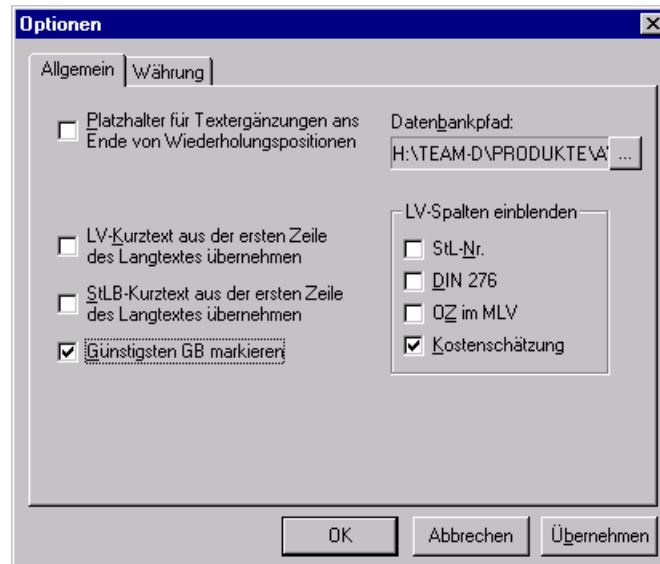 Optionen
Allgemein
Währung
Platzhalter für Textergänzungen ans
Ende von Wiederholungspositionen
Datenbankpfad:
H:\TEAM-D\PRODUKTE\A
...
LV-Kurztext aus der ersten Zeile
des Langtextes übernehmen
StLB-Kurztext aus der ersten Zeile
des Langtextes übernehmen
Günstigsten GB markieren
LV-Spalten einblenden
StL-Nr.
DIN 276
OZ im MLV
Kostenschätzung
OK
Abbrechen
Übernehmen